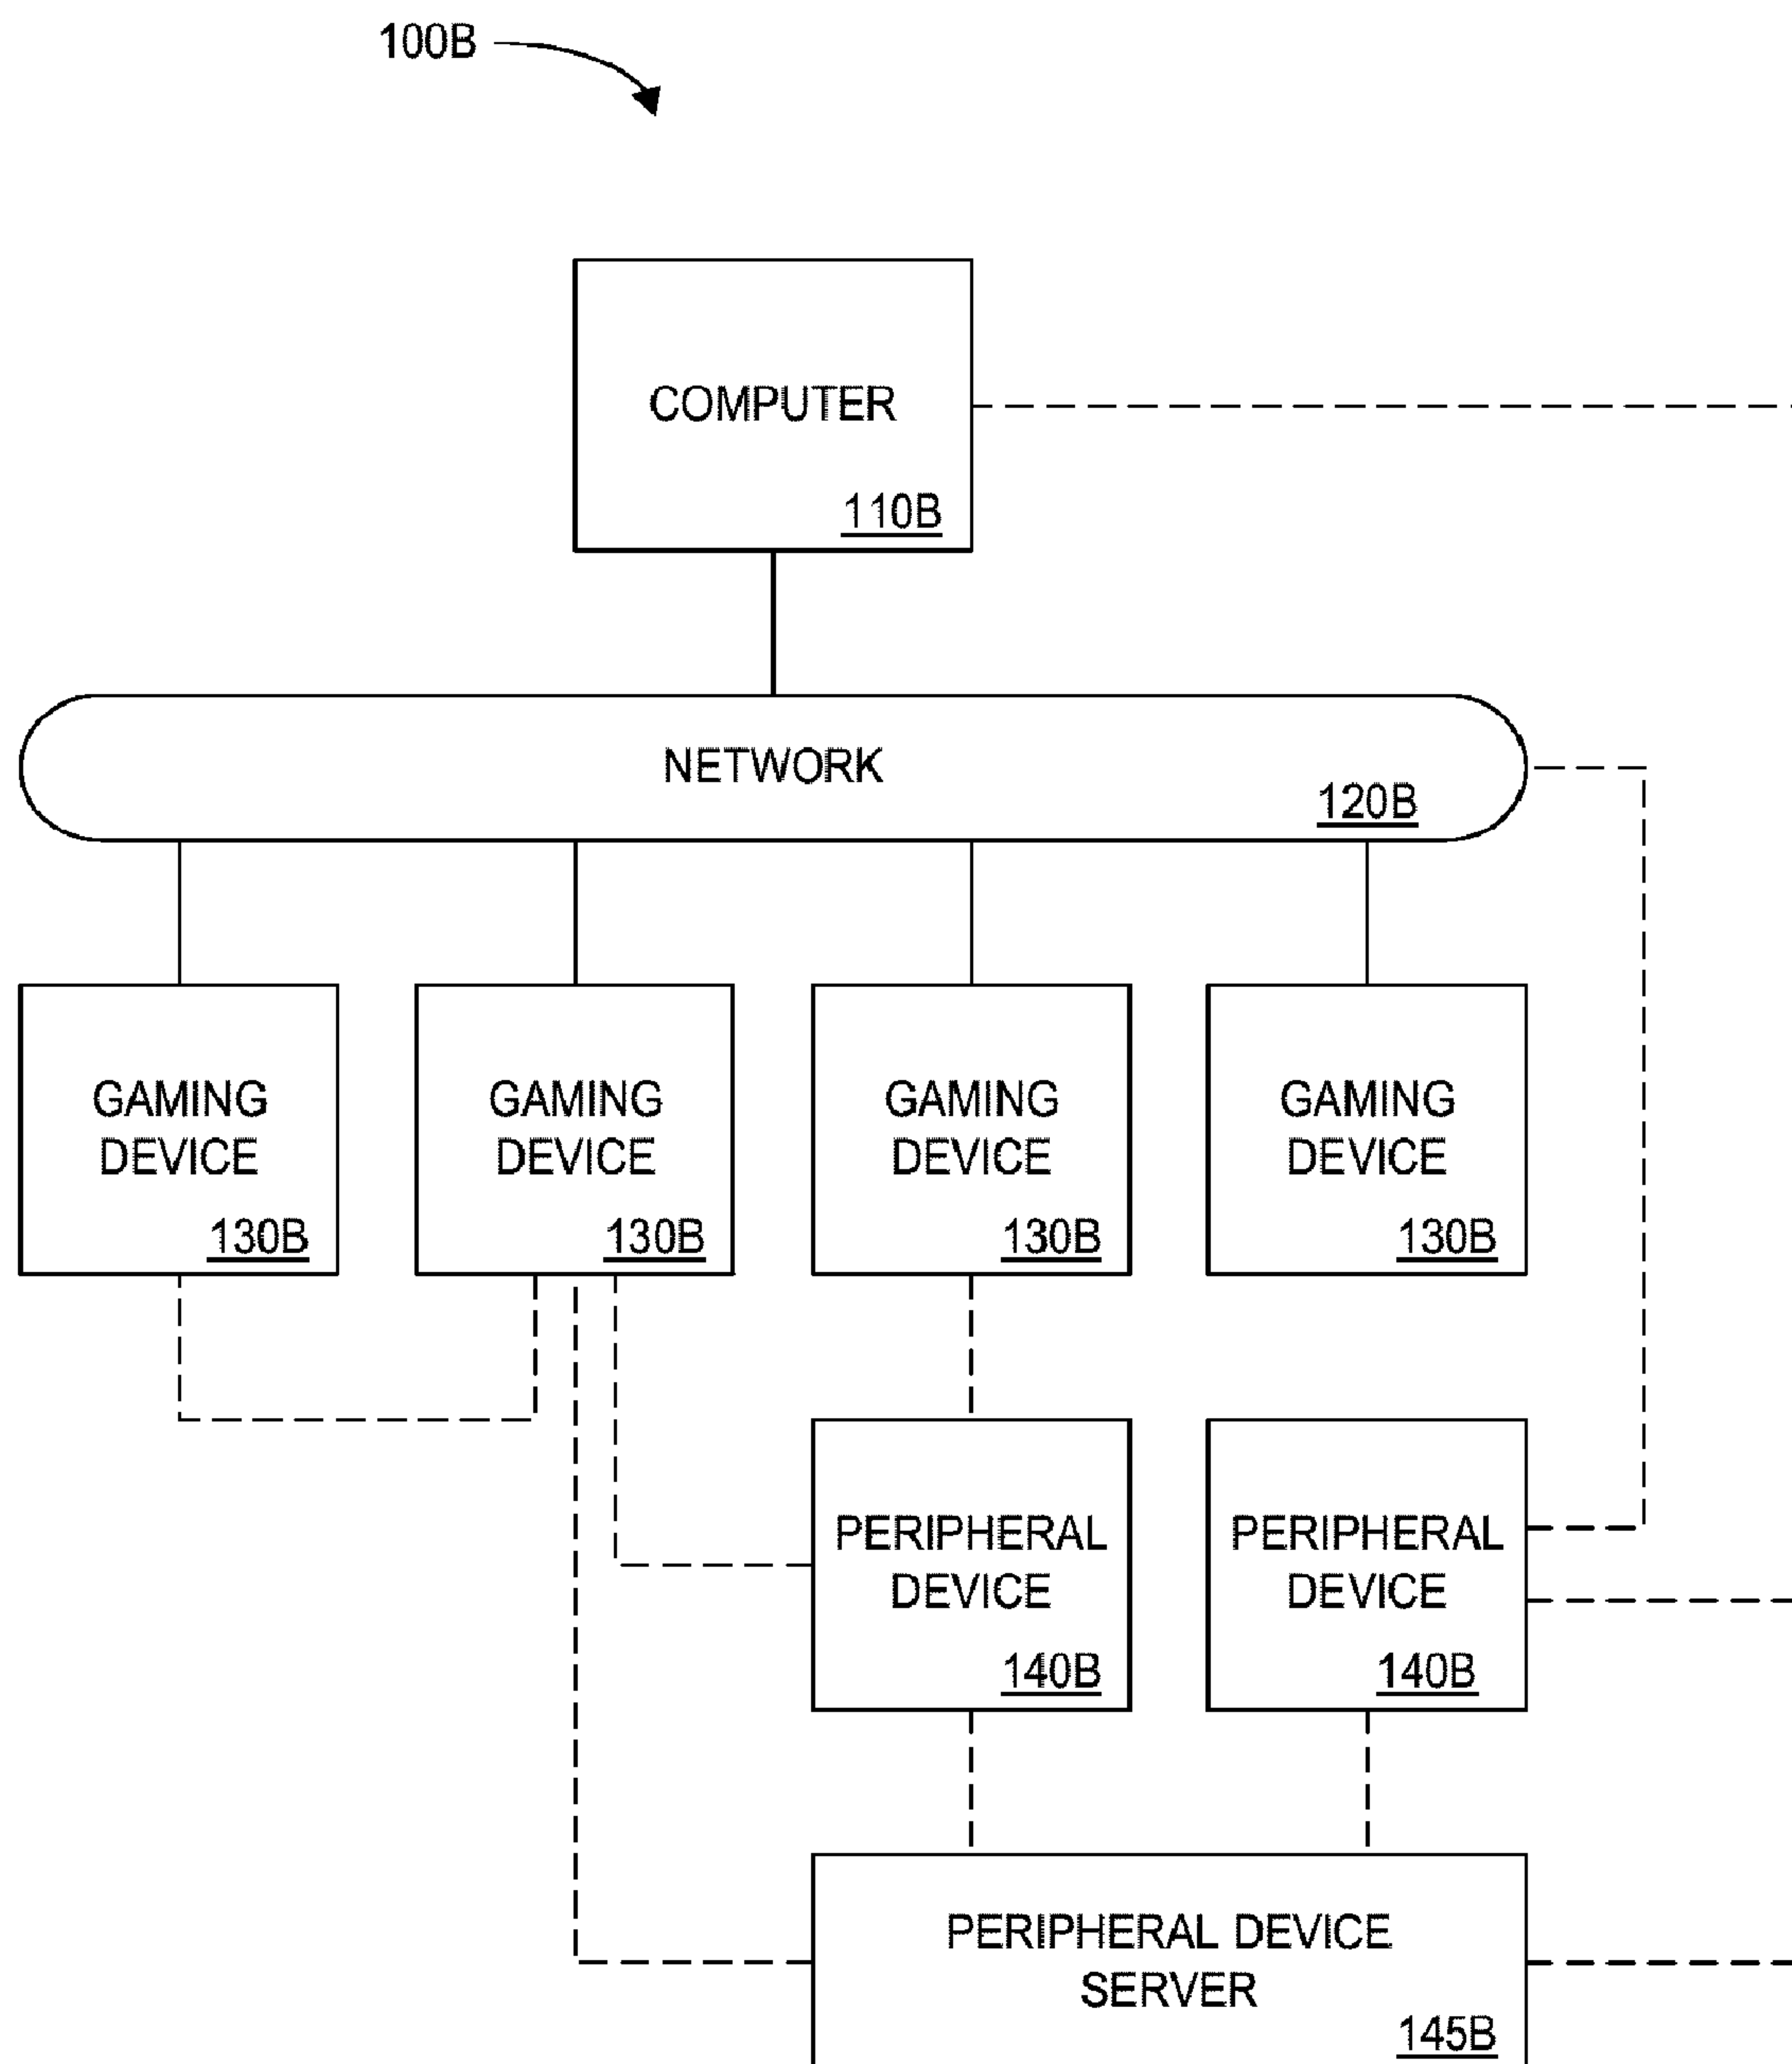 100B
COMPUTER
110B
NETWORK
120B
GAMING
DEVICE
130B
GAMING
DEVICE
130B
GAMING
DEVICE
130B
GAMING
DEVICE
130B
PERIPHERAL
DEVICE
140B
PERIPHERAL
DEVICE
140B
PERIPHERAL DEVICE
SERVER
145B